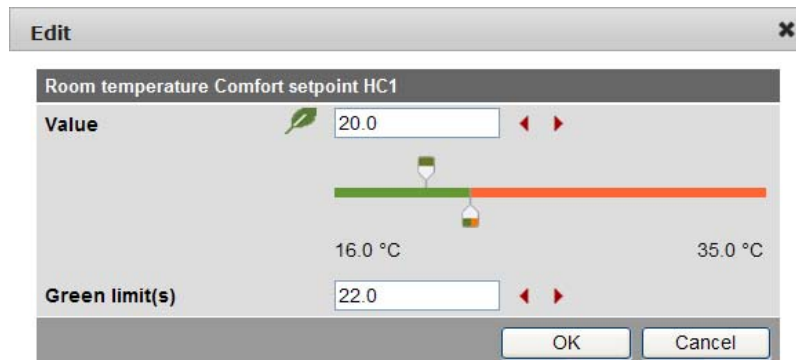 Edit
Room temperature Comfort setpoint HC1
Value 20.0
16.0 °C 35.0 °C
Green limit(s) 22.0
OK Cancel